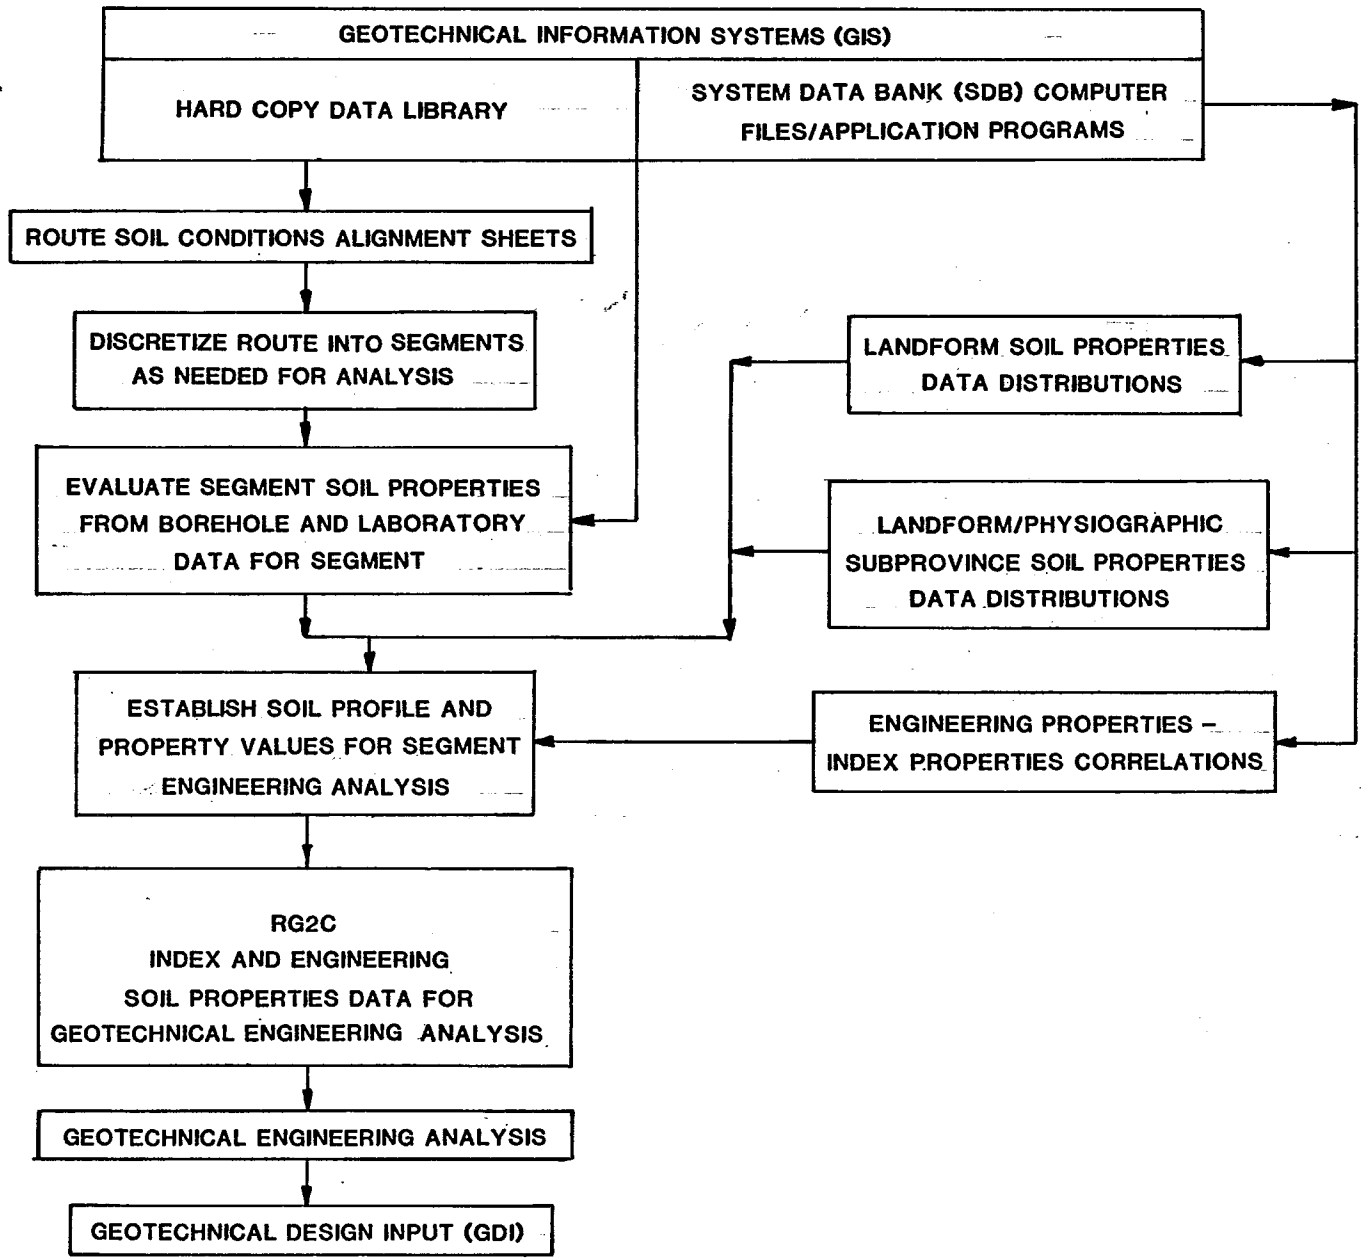 GEOTECHNICAL INFORMATION SYSTEMS (GIS)
HARD COPY DATA LIBRARY
SYSTEM DATA BANK (SDB) COMPUTER
FILES/APPLICATION PROGRAMS
ROUTE SOIL CONDITIONS ALIGNMENT SHEETS
DISCRETIZE ROUTE INTO SEGMENTS
AS NEEDED FOR ANALYSIS
LANDFORM SOIL PROPERTIES
DATA DISTRIBUTIONS
EVALUATE SEGMENT SOIL PROPERTIES
FROM BOREHOLE AND LABORATORY
DATA FOR SEGMENT
LANDFORM/PHYSIOGRAPHIC
SUBPROVINCE SOIL PROPERTIES
DATA DISTRIBUTIONS
ESTABLISH SOIL PROFILE AND
PROPERTY VALUES FOR SEGMENT
ENGINEERING ANALYSIS
ENGINEERING PROPERTIES –
INDEX PROPERTIES CORRELATIONS
RG2C
INDEX AND ENGINEERING
SOIL PROPERTIES DATA FOR
GEOTECHNICAL ENGINEERING ANALYSIS
GEOTECHNICAL ENGINEERING ANALYSIS
GEOTECHNICAL DESIGN INPUT (GDI)